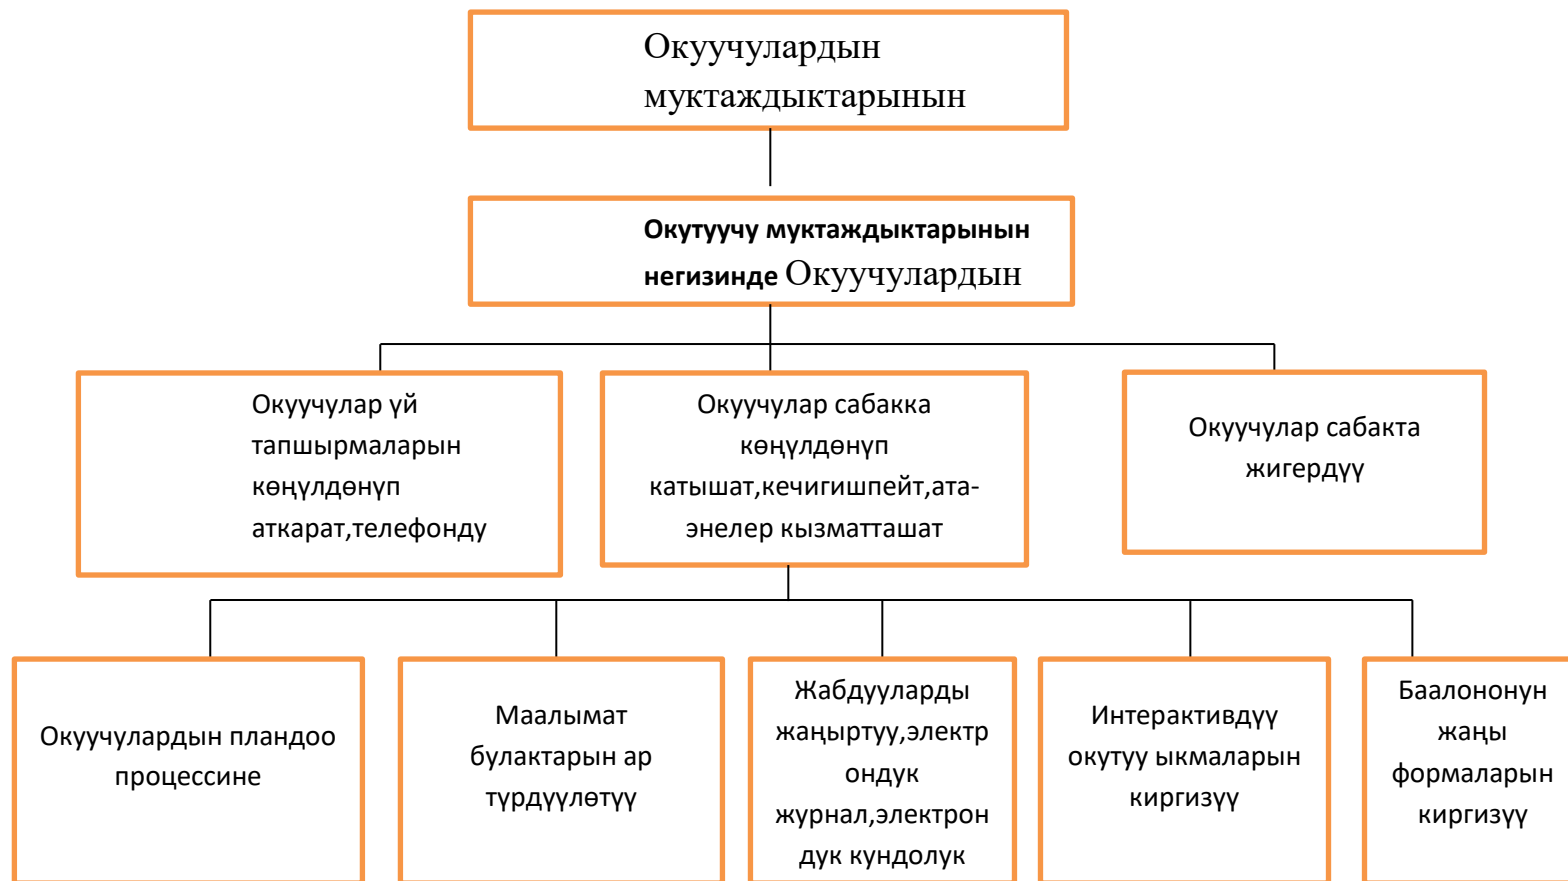 Окуучулардын
муктаждыктарынын
Окутуучу муктаждыктарынын
негизинде Окуучулардын
Окуучулар үй
тапшырмаларын
көңүлдөнүп
аткарат,телефонду
Окуучулар сабакка
көңүлдөнүп
катышат,кечигишпейт,ата-
энелер кызматташат
Окуучулар сабакта
жигердүү
Окуучулардын пландоо
процессине
Маалымат
булактарын ар
түрдүүлөтүү
Жабдууларды
жаңыртуу,электр
ондук
журнал,электрон
дук кундолук
Интерактивдүү
окутуу ыкмаларын
киргизүү
Баалононун
жаңы
формаларын
киргизүү